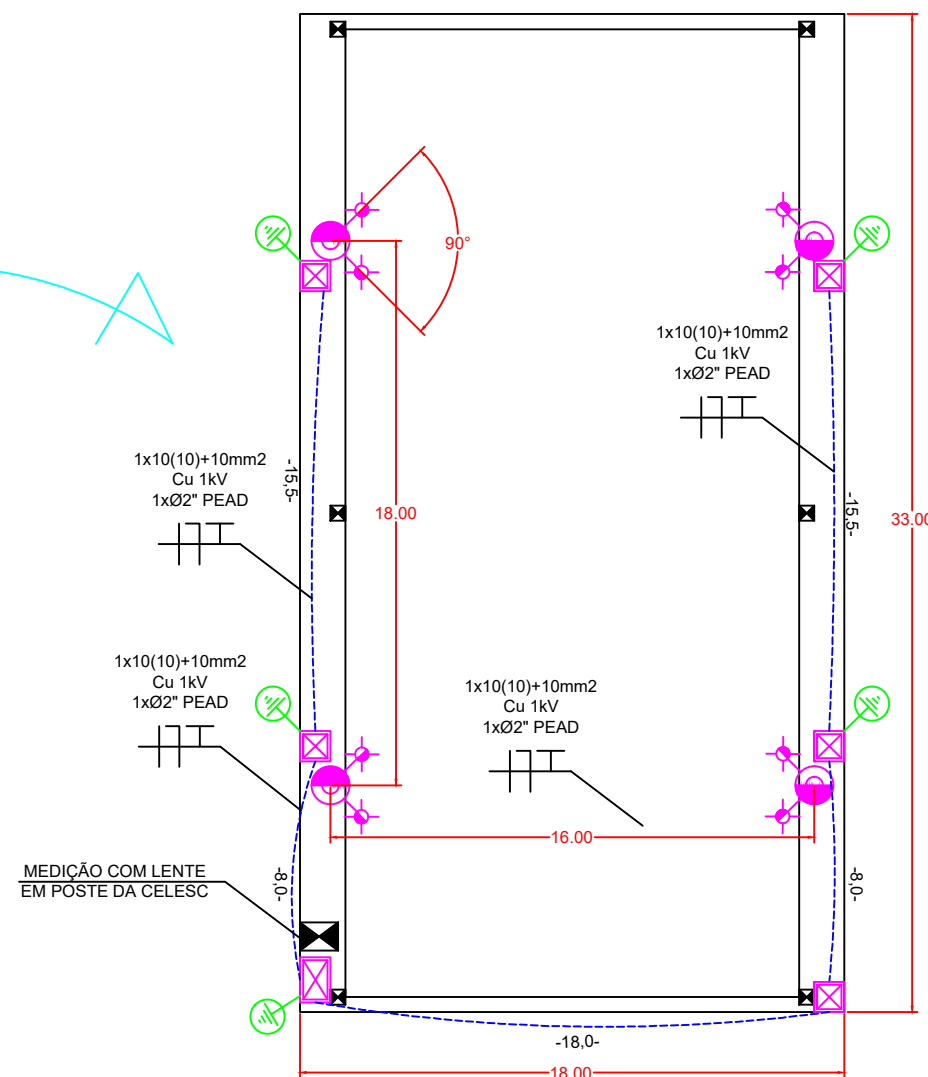 90°
1x10(10)+10mm2
Cu 1kV
1xØ2" PEAD
1x10(10)+10mm2
Cu 1kV
1xØ2" PEAD
-15,5-
18.00
-15,5-
33.00
1x10(10)+10mm2
Cu 1kV
1xØ2" PEAD
1x10(10)+10mm2
Cu 1kV
1xØ2" PEAD
16.00
MEDIÇÃO COM LENTE
EM POSTE DA CELESC
-8,0-
-8,0-
-18,0-
18.00